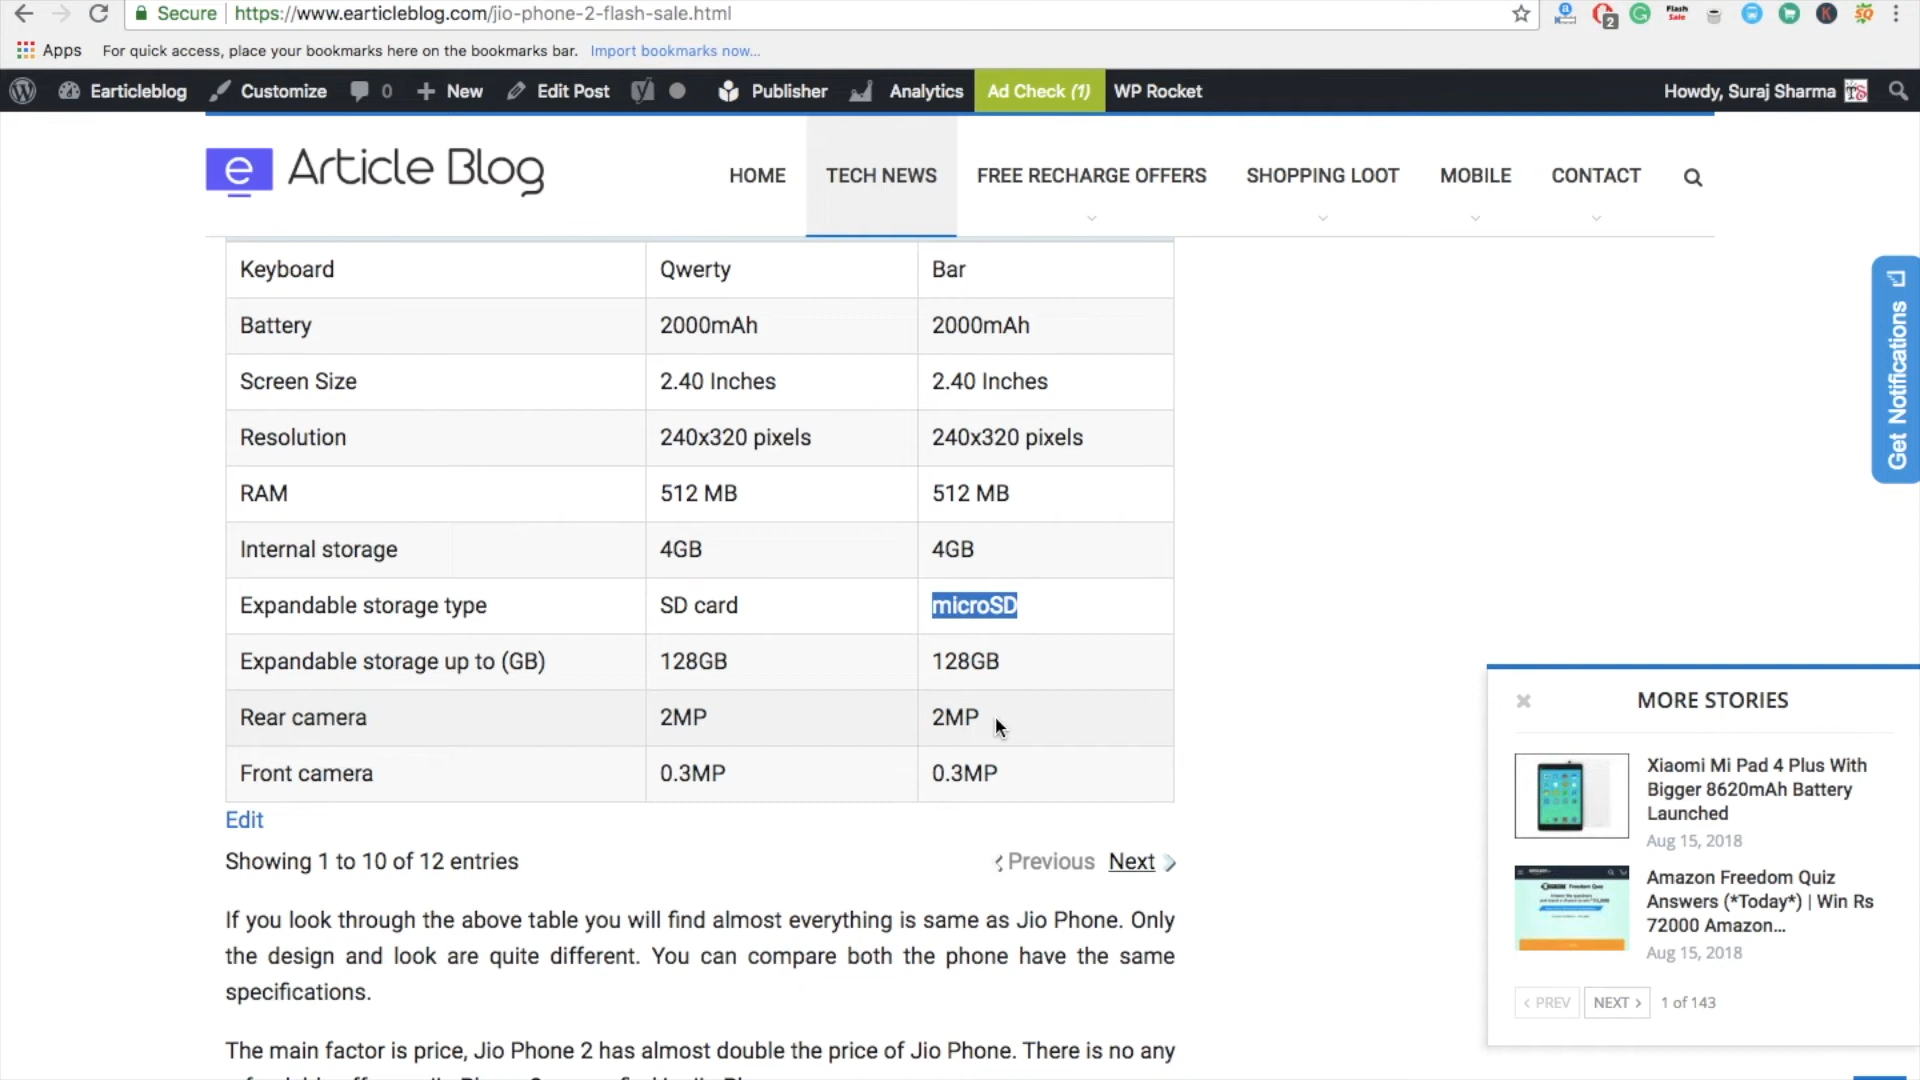 Secure https://www.earticleblog.com/jio-phone-2-flash-sale.html
2 Flash Sale K SQ
Apps For quick access, place your bookmarks here on the bookmarks bar. Import bookmarks now...
Earticleblog Customize 0 New Edit Post Publisher Analytics Ad Check (1) WP Rocket Howdy, Suraj Sharma
e Article Blog HOME TECH NEWS FREE RECHARGE OFFERS SHOPPING LOOT MOBILE CONTACT
Keyboard Qwerty Bar
Battery 2000mAh 2000mAh
Screen Size 2.40 Inches 2.40 Inches
Resolution 240x320 pixels 240x320 pixels
RAM 512 MB 512 MB
Internal storage 4GB 4GB
Expandable storage type SD card microSD
Expandable storage up to (GB) 128GB 128GB
Rear camera 2MP 2MP
Front camera 0.3MP 0.3MP
Edit
Showing 1 to 10 of 12 entries Previous Next
If you look through the above table you will find almost everything is same as Jio Phone. Only
the design and look are quite different. You can compare both the phone have the same
specifications.
The main factor is price, Jio Phone 2 has almost double the price of Jio Phone. There is no any
Get Notifications
MORE STORIES
Xiaomi Mi Pad 4 Plus With
Bigger 8620mAh Battery
Launched
Aug 15, 2018
Amazon Freedom Quiz
Answers (*Today*) | Win Rs
72000 Amazon...
Aug 15, 2018
PREV NEXT 1 of 143